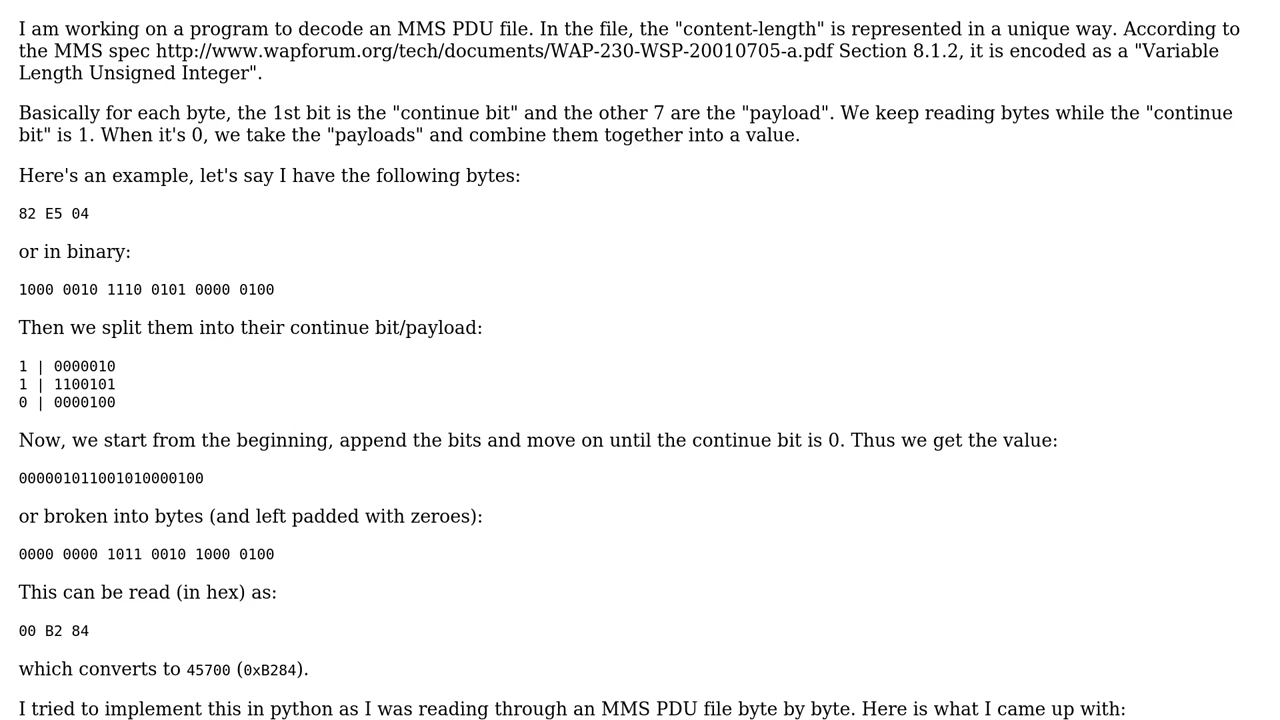 I am working on a program to decode an MMS PDU file. In the file, the "content-length" is represented in a unique way. According to
the MMS spec http://www.wapforum.org/tech/documents/WAP-230-WSP-20010705-a.pdf Section 8.1.2, it is encoded as a "Variable
Length Unsigned Integer".
Basically for each byte, the 1st bit is the "continue bit" and the other 7 are the "payload". We keep reading bytes while the "continue
bit" is 1. When it's 0, we take the "payloads" and combine them together into a value.
Here's an example, let's say I have the following bytes:
82 E5 04
or in binary:
1000 0010 1110 0101 0000 0100
Then we split them into their continue bit/payload:
1 | 0000010
1 | 1100101
0 | 0000100
Now, we start from the beginning, append the bits and move on until the continue bit is 0. Thus we get the value:
000001011001010000100
or broken into bytes (and left padded with zeroes):
0000 0000 1011 0010 1000 0100
This can be read (in hex) as:
00 B2 84
which converts to 45700 (0xB284).
I tried to implement this in python as I was reading through an MMS PDU file byte by byte. Here is what I came up with: